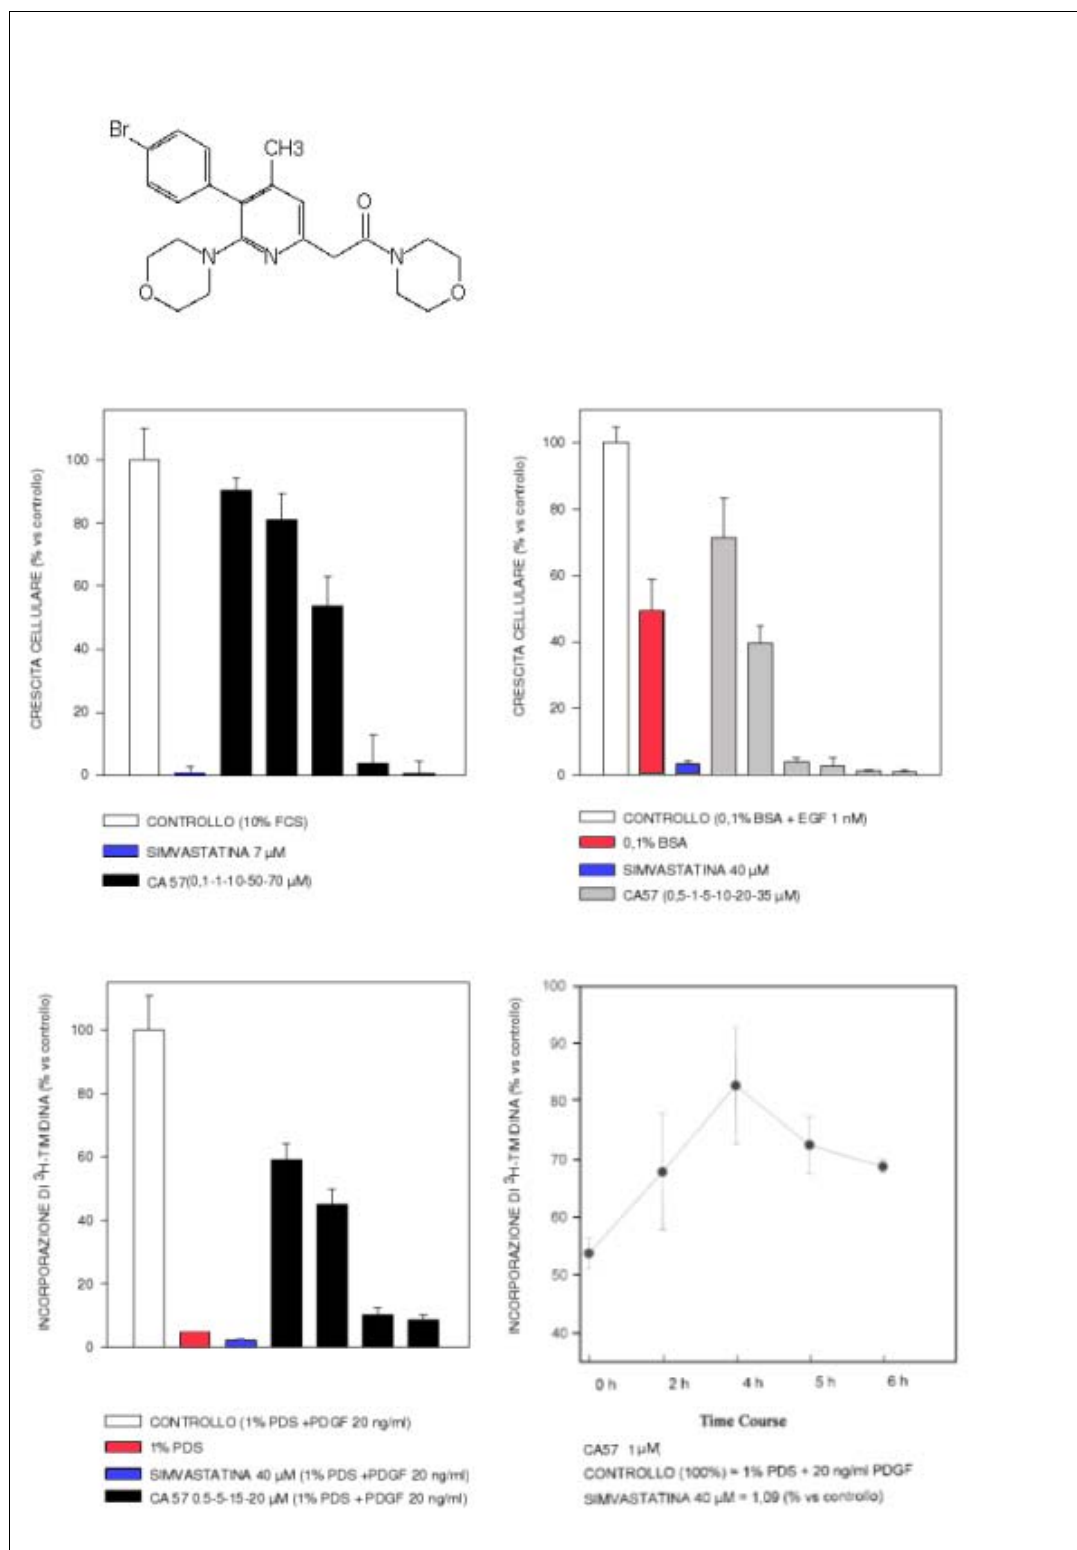 Br
CH3
O
N
N
N
O
O
CRESCITA CELLULARE (% vs controllo)
100
80
60
40
20
0
CONTROLLO (10% FCS)
SIMVASTATINA 7 µM
CA57(0,1-1-10-50-70 µM)
CRESCITA CELLULARE (% vs controllo)
100
80
60
40
20
0
CONTROLLO (0,1% BSA + EGF 1 nM)
0,1% BSA
SIMVASTATINA 40 µM
CA57 (0,5-1-5-10-20-35 µM)
INCORPORAZIONE DI ³H-TIMIDINA (% vs controllo)
100
80
60
40
20
0
CONTROLLO (1% PDS +PDGF 20 ng/ml)
1% PDS
SIMVASTATINA 40 µM (1% PDS +PDGF 20 ng/ml)
CA57 0.5-5-15-20 µM (1% PDS +PDGF 20 ng/ml)
INCORPORAZIONE DI ³H-TIMIDINA (% vs controllo)
100
90
80
70
60
50
40
0 h 2 h 4 h 5 h 6 h
Time Course
CA57 1µM
CONTROLLO (100%) = 1% PDS + 20 ng/ml PDGF
SIMVASTATINA 40 µM = 1,09 (% vs controllo)